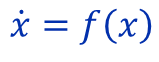 ẋ = f(x)